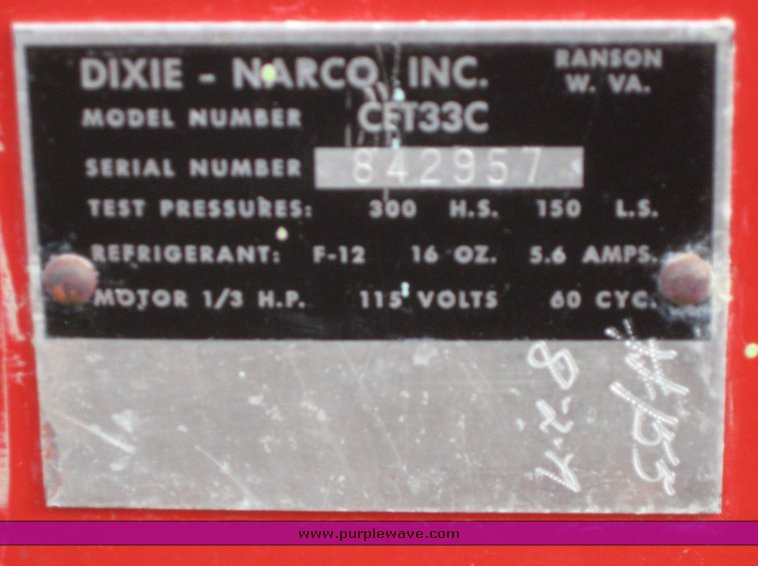 DIXIE - NARCO, INC.
RANSON
W. VA.
MODEL NUMBER CET33C
SERIAL NUMBER 842957
TEST PRESSURES: 300 H.S. 150 L.S.
REFRIGERANT: F-12 16 OZ. 5.6 AMPS.
MOTOR 1/3 H.P. 115 VOLTS 60 CYC.
www.purplewave.com